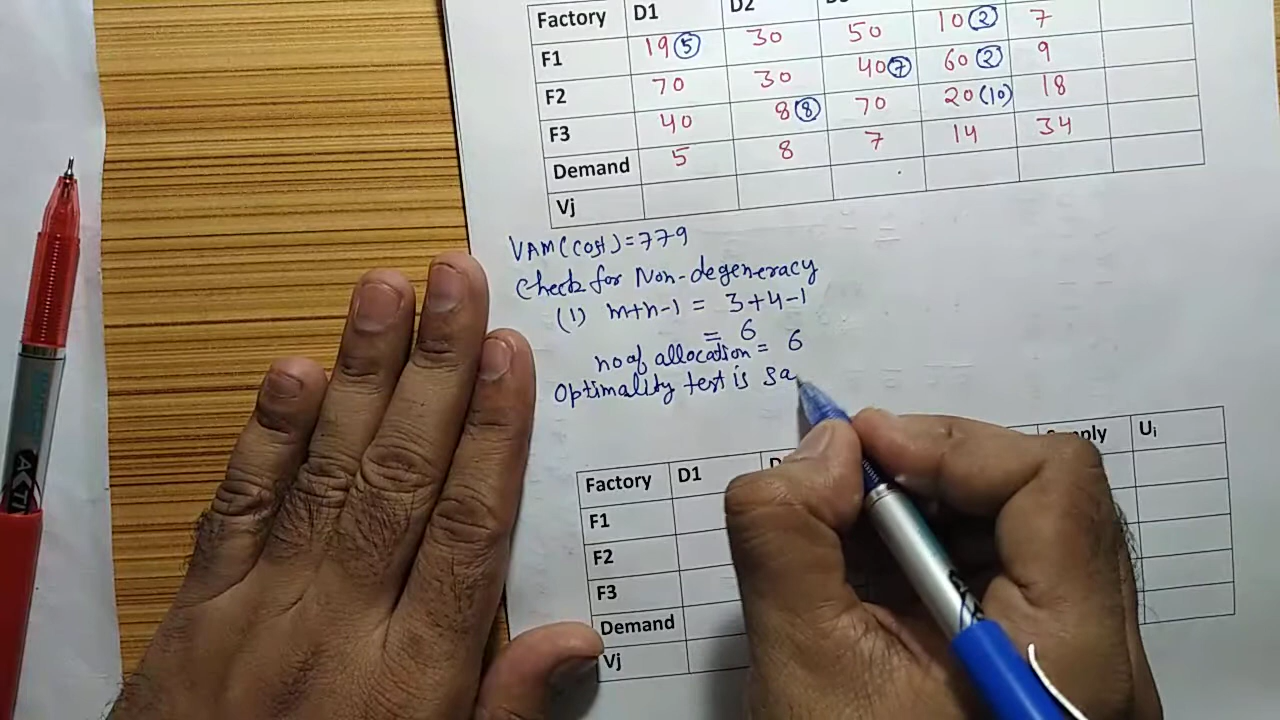 Factory D1 D2
F1 19 (5) 30 50 10 (2) 7
F2 70 30 40 (7) 60 (2) 9
F3 40 8 (8) 70 20 (10) 18
Demand 5 8 7 14 34
Vj
VAM(cost)=779
Check for Non-degeneracy
(1) m+n-1 = 3+4-1
= 6
no of allocation = 6
Optimality test is sa
Factory D1 Ui
F1
F2
F3
Demand
Vj